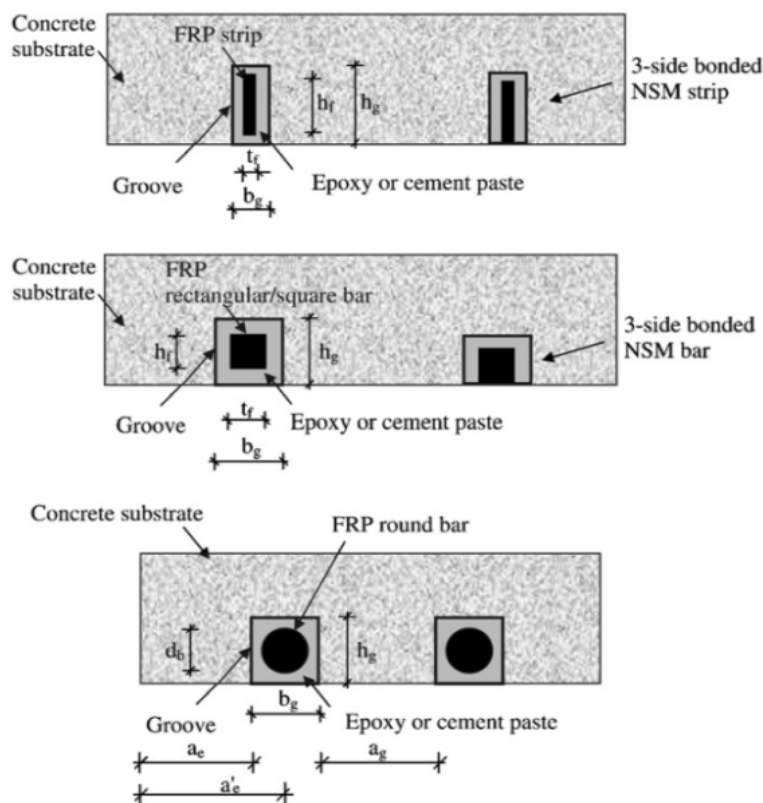 Concrete
substrate
FRP strip
3-side bonded
NSM strip
h_f
h_g
Groove
t_f
Epoxy or cement paste
b_g
Concrete
substrate
FRP
rectangular/square bar
3-side bonded
NSM bar
h_f
h_g
Groove
t_f
Epoxy or cement paste
b_g
Concrete substrate
FRP round bar
d_b
h_g
b_g
Groove
Epoxy or cement paste
a_e
a_g
a'_e